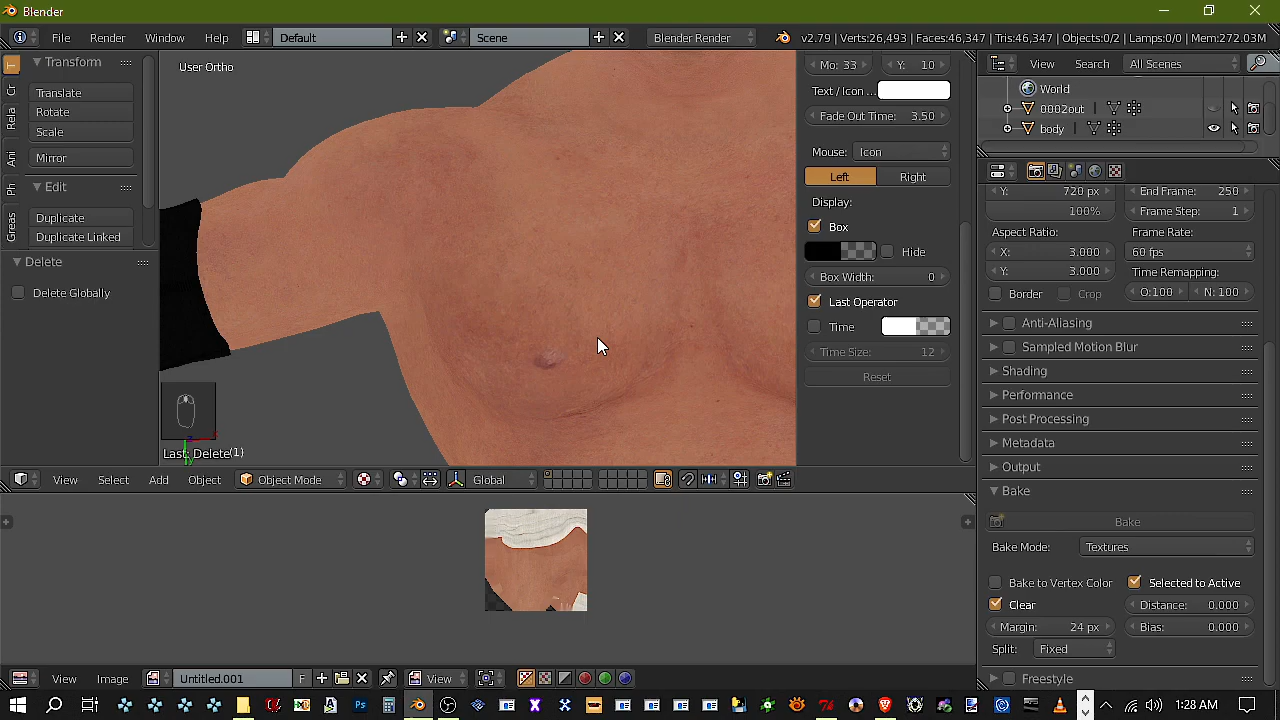 Blender
File Render Window Help Default Scene Blender Render v2.79 | Verts:26,493 | Faces:46,347 | Tris:46,347 | Objects:0/2 | Lamps:0/0 | Mem:272.03M
Transform
Translate
Rotate
Scale
Mirror
Edit
Duplicate
Duplicate Linked
Delete
Delete Globally
T
Cr
Rela
Ani
Ph
Greas
User Ortho
Last: Delete(1)
Mo: 33 Y: 10
Text / Icon...
Fade Out Time: 3.50
Mouse: Icon
Left Right
Display:
Box
Hide
Box Width: 0
Last Operator
Time
Time Size: 12
Reset
View Search All Scenes
World
0002out
body
Y: 720 px End Frame: 250
100% Frame Step: 1
Aspect Ratio: Frame Rate:
X: 3.000 60 fps
Y: 3.000 Time Remapping:
Border Crop O:100 N: 100
Anti-Aliasing
Sampled Motion Blur
Shading
Performance
Post Processing
Metadata
Output
Bake
Bake
Bake Mode: Textures
Bake to Vertex Color Selected to Active
Clear Distance: 0.000
Margin: 24 px Bias: 0.000
Split: Fixed
Freestyle
View Select Add Object Object Mode Global
View Image Untitled.001 F View
1:28 AM